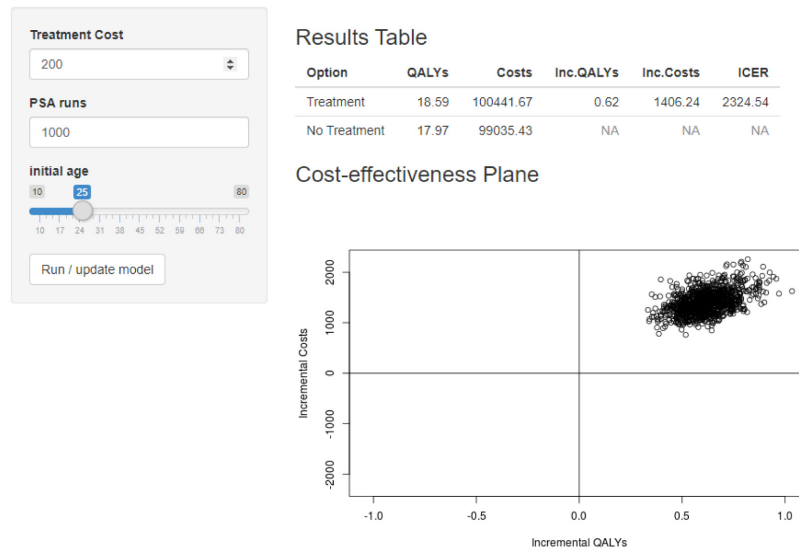 Treatment Cost
200
PSA runs
1000
initial age
10 25 80
10 17 24 31 38 45 52 59 66 73 80
Run / update model
Results Table
Option QALYs Costs Inc.QALYs Inc.Costs ICER
Treatment 18.59 100441.67 0.62 1406.24 2324.54
No Treatment 17.97 99035.43 NA NA NA
Cost-effectiveness Plane
Incremental Costs
2000
1000
0
-1000
-2000
-1.0 -0.5 0.0 0.5 1.0
Incremental QALYs